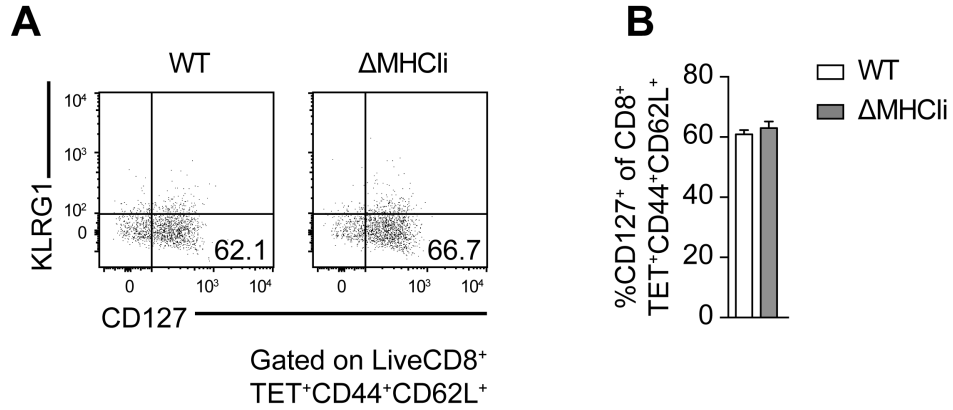 A
WT
ΔMHCIi
KLRG1
10⁴
10³
10²
0
62.1
66.7
0
10³
10⁴
0
10³
10⁴
CD127
Gated on LiveCD8⁺
TET⁺CD44⁺CD62L⁺
B
%CD127⁺ of CD8⁺
TET⁺CD44⁺CD62L⁺
80
60
40
20
0
WT
ΔMHCIi